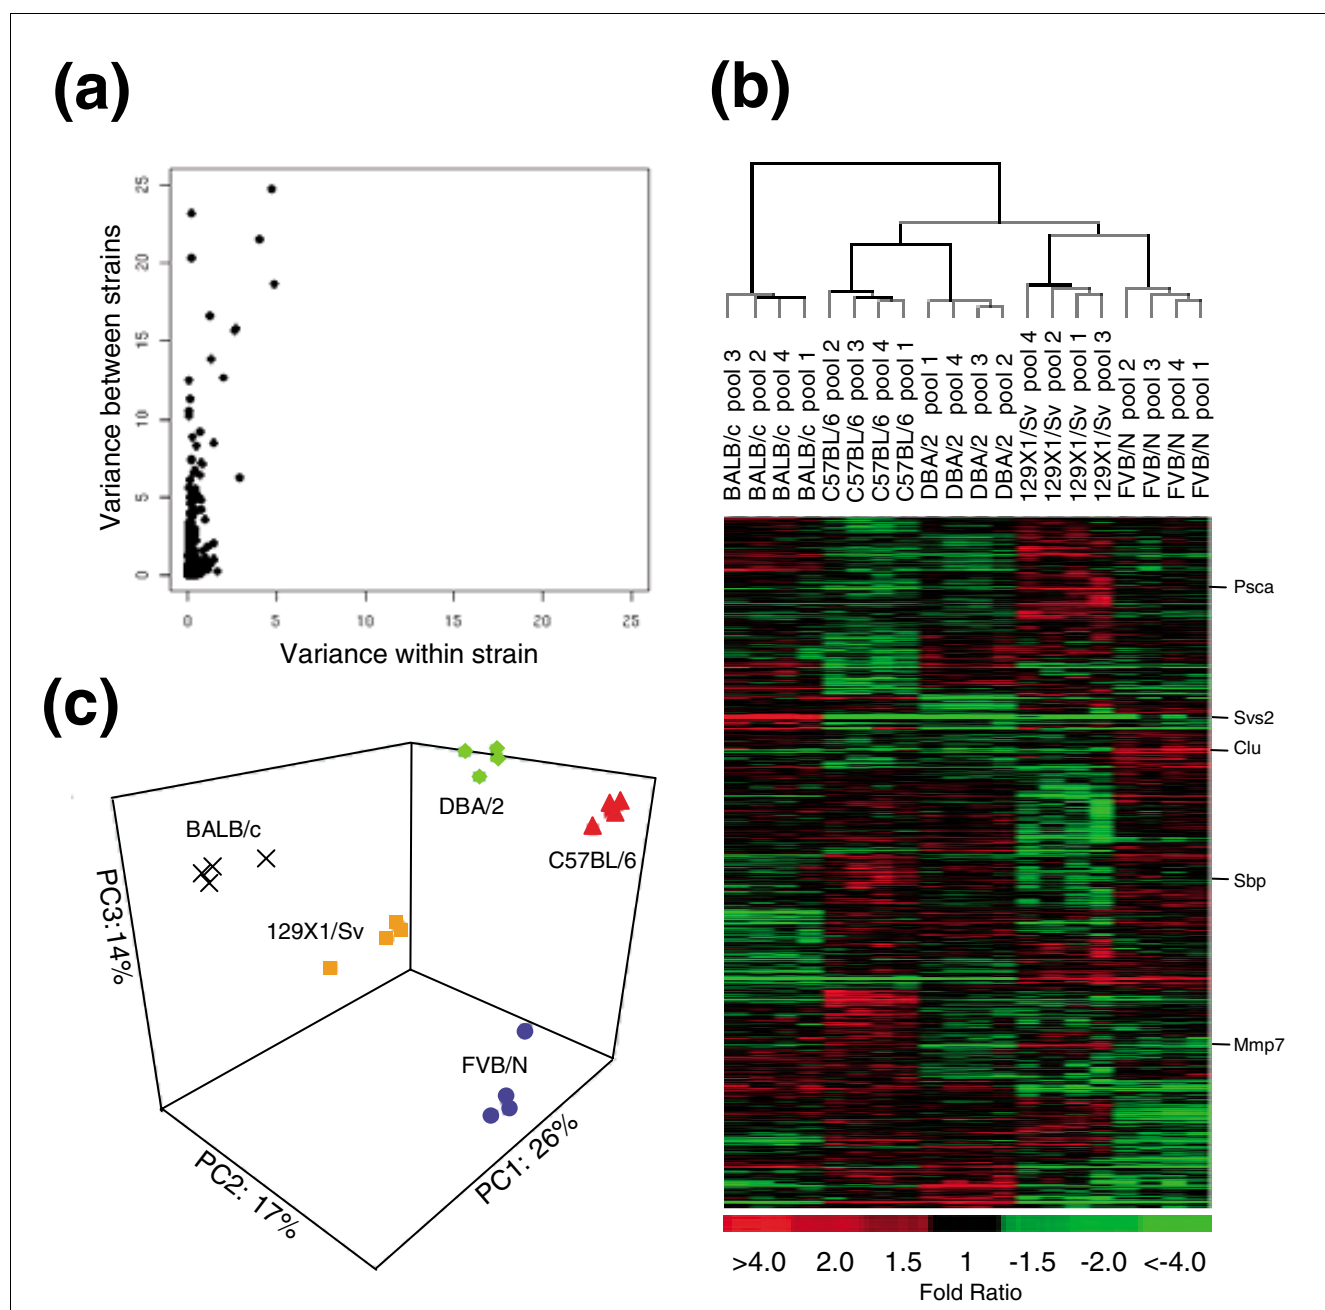 (a)
25
20
15
10
5
0
Variance between strains
0 5 10 15 20 25
Variance within strain
(b)
BALB/c pool 3
BALB/c pool 2
BALB/c pool 4
BALB/c pool 1
C57BL/6 pool 2
C57BL/6 pool 3
C57BL/6 pool 4
C57BL/6 pool 1
DBA/2 pool 1
DBA/2 pool 4
DBA/2 pool 3
DBA/2 pool 2
129X1/Sv pool 4
129X1/Sv pool 2
129X1/Sv pool 1
129X1/Sv pool 3
FVB/N pool 2
FVB/N pool 3
FVB/N pool 4
FVB/N pool 1
Psca
Svs2
Clu
Sbp
Mmp7
>4.0 2.0 1.5 1 -1.5 -2.0 <-4.0
Fold Ratio
(c)
DBA/2
BALB/c
C57BL/6
129X1/Sv
FVB/N
PC3:14%
PC2: 17%
PC1: 26%